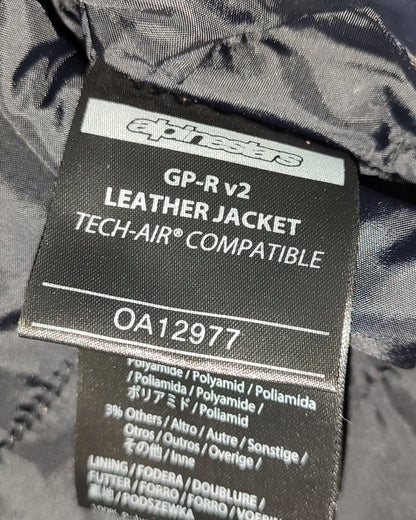 alpinestars
GP-R v2
LEATHER JACKET
TECH-AIR® COMPATIBLE
OA12977
Polyamide / Polyamid / Poliamida
/ Poliamida / Polyamide /
ポリアミド / Poliamid
3% Others / Altro / Autre / Sonstige /
Otros / Outros / Overige /
その他 / Inne
LINING / FODERA / DOUBLURE /
FUTTER / FORRO / FORRO / VOERING
/ PODSZEWKA